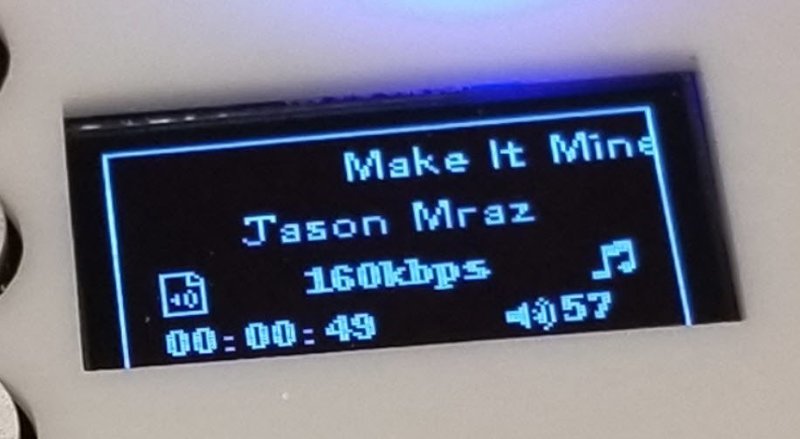 Make It Mine
Jason Mraz
160kbps
00:00:49 57